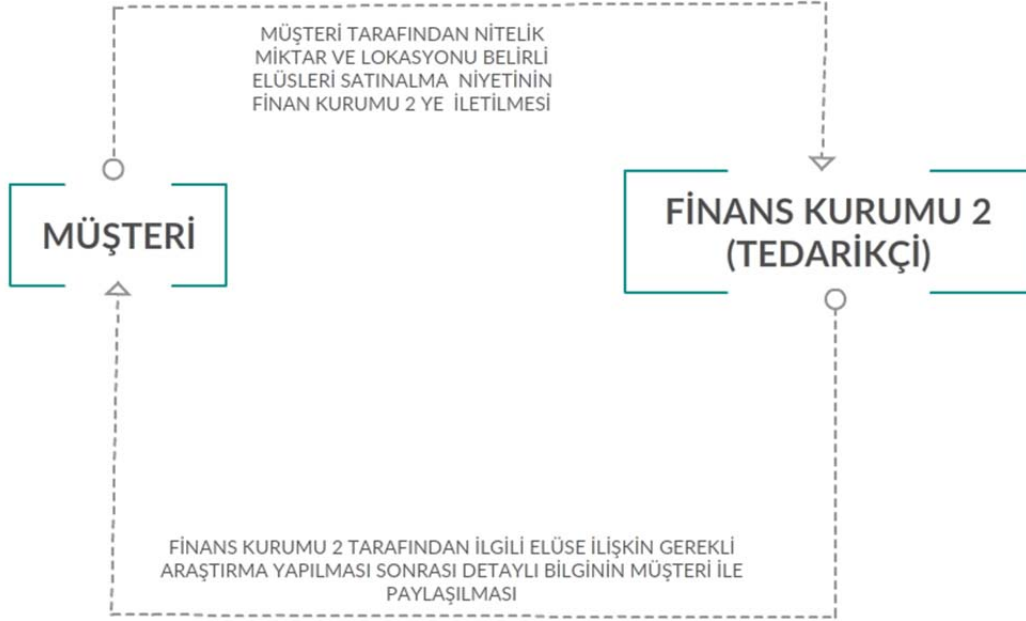 MÜŞTERİ TARAFINDAN NİTELİK
MİKTAR VE LOKASYONU BELİRLİ
ELÜSLERİ SATINALMA NİYETİNİN
FİNAN KURUMU 2 YE İLETİLMESİ
MÜŞTERİ
FİNANS KURUMU 2
(TEDARİKÇİ)
FİNANS KURUMU 2 TARAFINDAN İLGİLİ ELÜSE İLİŞKİN GEREKLİ
ARAŞTIRMA YAPILMASI SONRASI DETAYLI BİLGİNİN MÜŞTERİ İLE
PAYLAŞILMASI